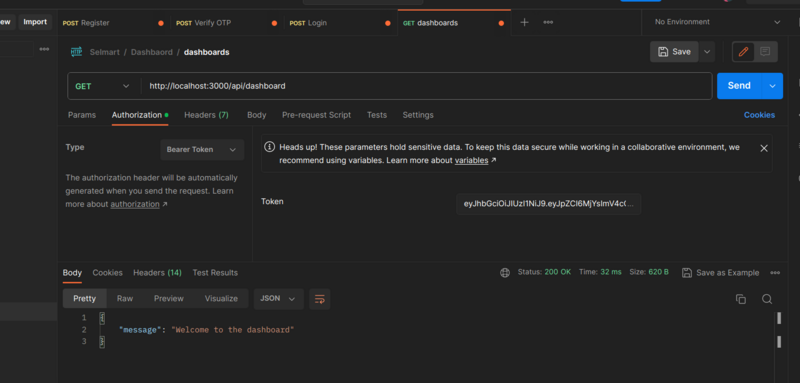 ew Import POST Register POST Verify OTP POST Login GET dashboards No Environment
Selmart / Dashbaord / dashboards Save
GET http://localhost:3000/api/dashboard Send
Params Authorization Headers (7) Body Pre-request Script Tests Settings Cookies
Type Bearer Token
Heads up! These parameters hold sensitive data. To keep this data secure while working in a collaborative environment, we
recommend using variables. Learn more about variables ↗
The authorization header will be automatically
generated when you send the request. Learn
more about authorization ↗
Token
Body Cookies Headers (14) Test Results Status: 200 OK Time: 32 ms Size: 620 B Save as Example
Pretty Raw Preview Visualize JSON
1 {
2 "message": "Welcome to the dashboard"
3 }